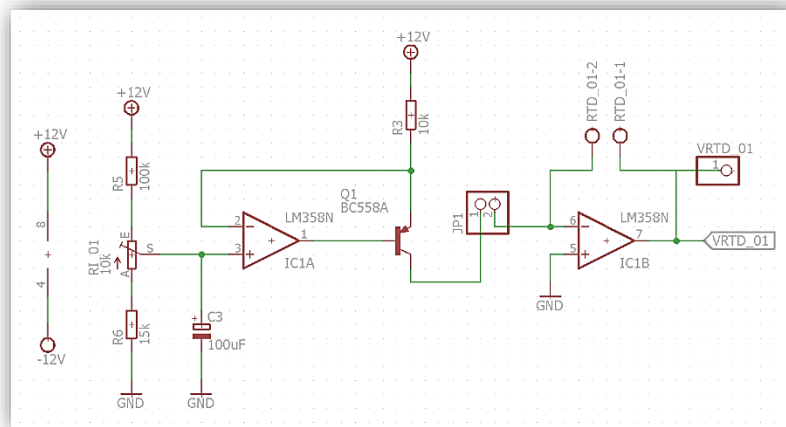 +12V
+12V
+12V
R3
10k
R5
100k
8
+
4
-12V
RI_01
10k
E
S
A
R6
15k
GND
C3
+
100uF
GND
2
3
LM358N
1
IC1A
Q1
BC558A
JP1
1
2
RTD_01-2
RTD_01-1
VRTD_01
1
6
5
LM358N
7
IC1B
VRTD_01
GND